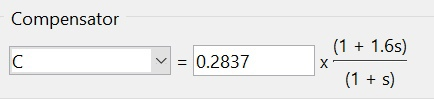 Compensator
C = 0.2837 x (1 + 1.6s)
(1 + s)